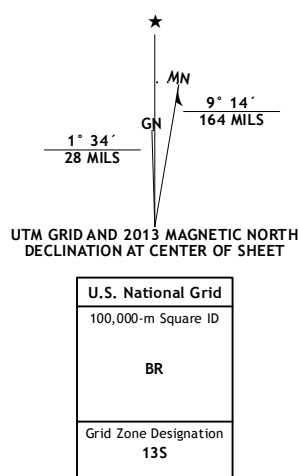 ★
MN
GN
9° 14´
164 MILS
1° 34´
28 MILS
UTM GRID AND 2013 MAGNETIC NORTH
DECLINATION AT CENTER OF SHEET
U.S. National Grid
100,000-m Square ID
BR
Grid Zone Designation
13S